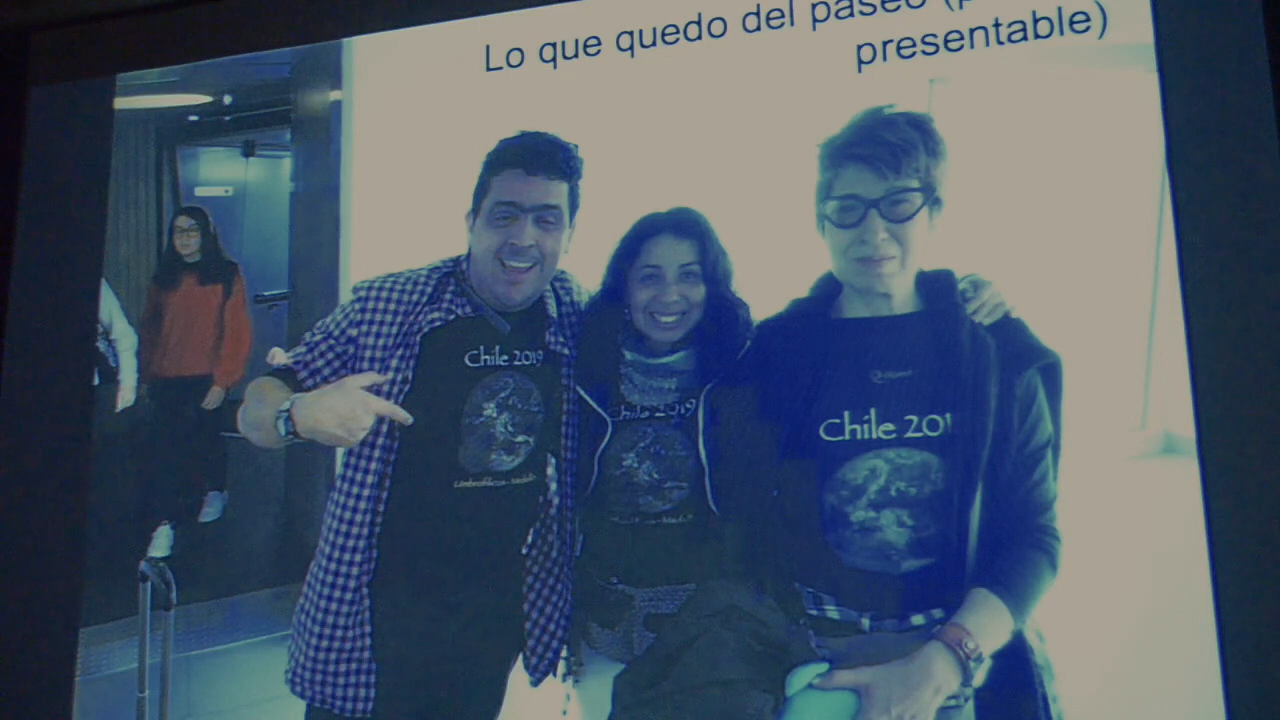 Lo que quedo del paseo
presentable)
Chile 2019
Chile 2019
Chile 201